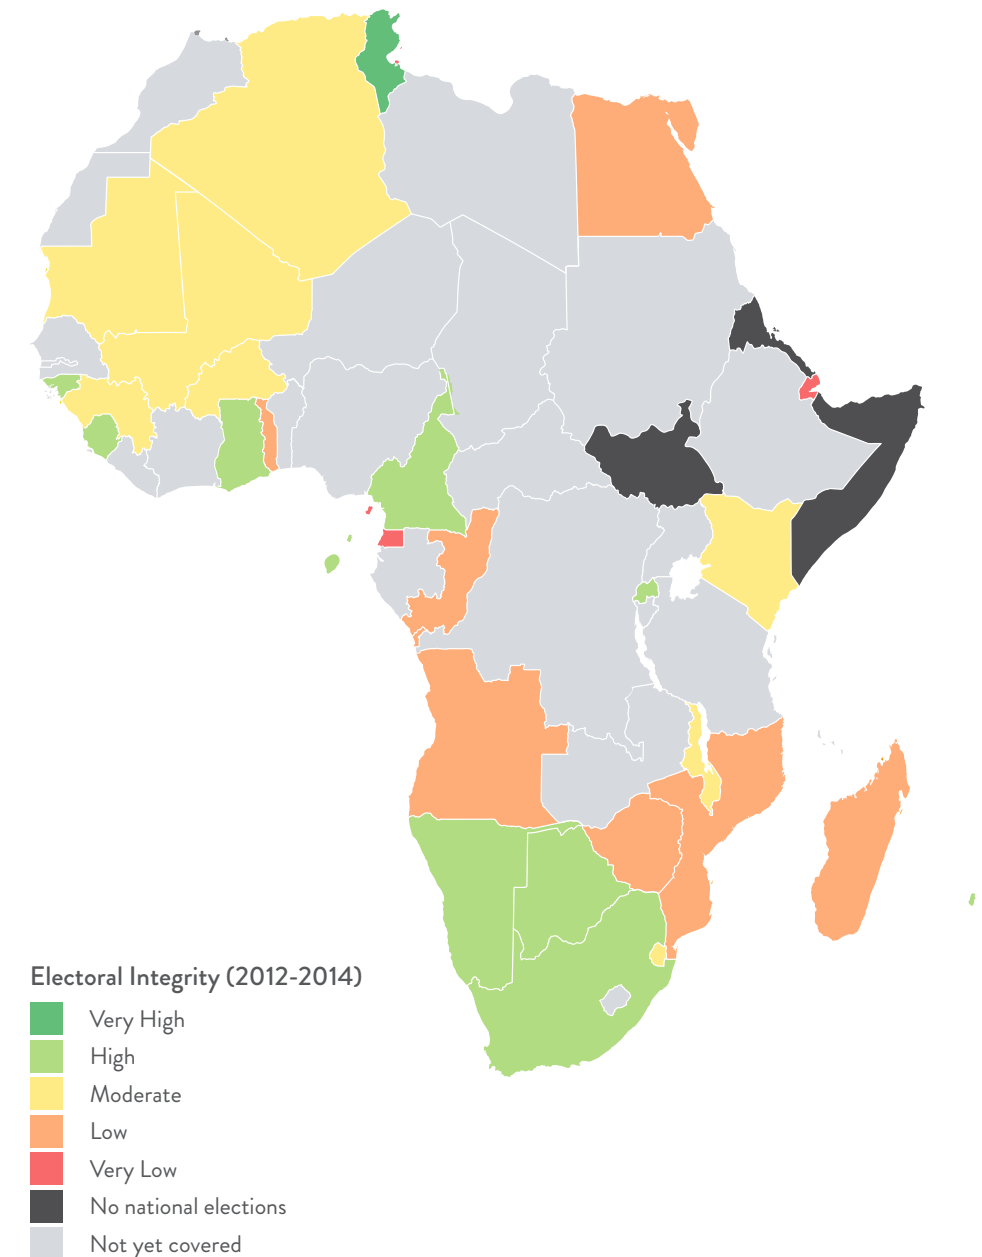 Electoral Integrity (2012-2014)
Very High
High
Moderate
Low
Very Low
No national elections
Not yet covered